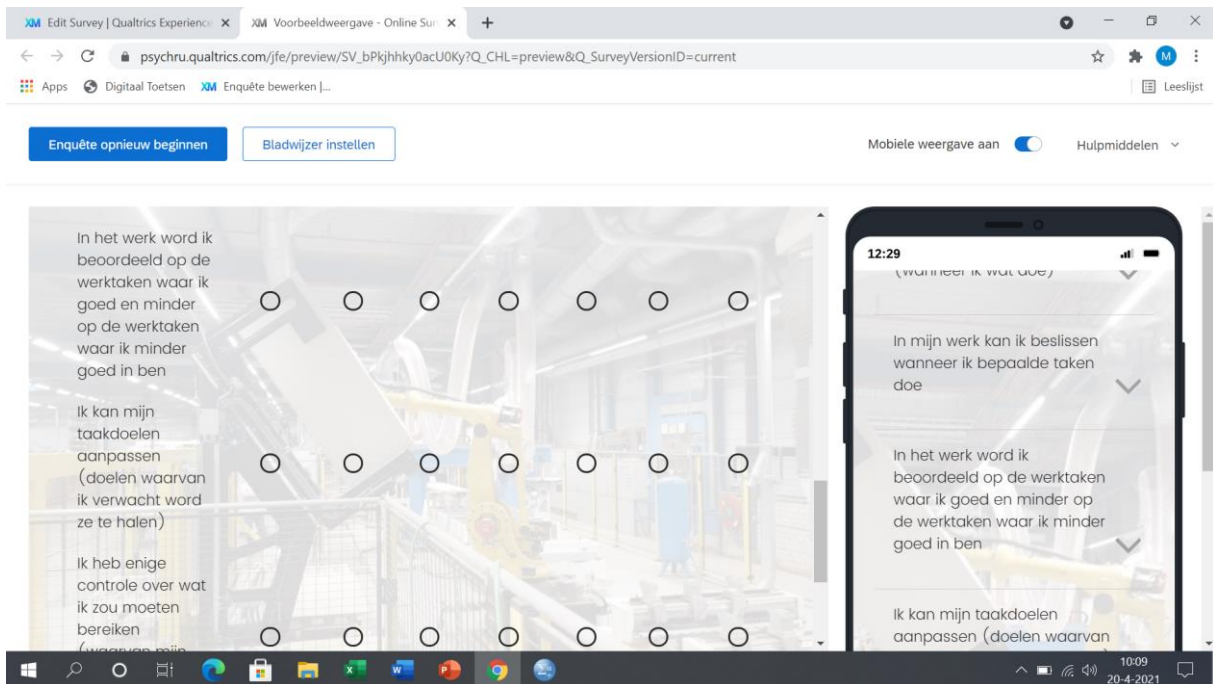 XM Edit Survey | Qualtrics Experience
XM Voorbeeldweergave - Online Sur
psychru.qualtrics.com/jfe/preview/SV_bPkjhhky0acU0Ky?Q_CHL=preview&Q_SurveyVersionID=current
M
Apps
Digitaal Toetsen
XM Enquête bewerken |...
Leeslijst
Enquête opnieuw beginnen
Bladwijzer instellen
Mobiele weergave aan
Hulpmiddelen
In het werk word ik
beoordeeld op de
werktaken waar ik
goed en minder
op de werktaken
waar ik minder
goed in ben
Ik kan mijn
taakdoelen
aanpassen
(doelen waarvan
ik verwacht word
ze te halen)
Ik heb enige
controle over wat
ik zou moeten
bereiken
(waarvan mijn
12:29
(wanneer ik wat doe)
In mijn werk kan ik beslissen
wanneer ik bepaalde taken
doe
In het werk word ik
beoordeeld op de werktaken
waar ik goed en minder op
de werktaken waar ik minder
goed in ben
Ik kan mijn taakdoelen
aanpassen (doelen waarvan
10:09
20-4-2021